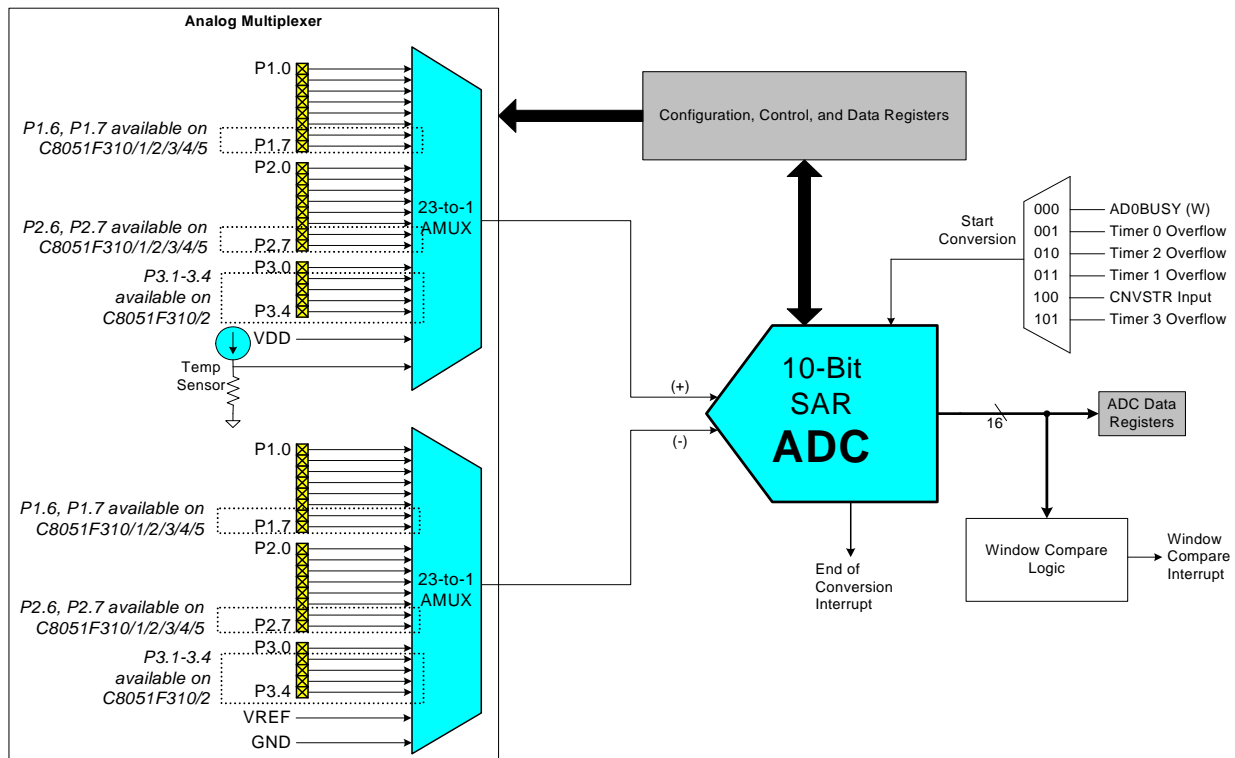 Analog Multiplexer
P1.0
P1.6, P1.7 available on
C8051F310/1/2/3/4/5
P1.7
P2.0
P2.6, P2.7 available on
C8051F310/1/2/3/4/5
P2.7
P3.0
P3.1-3.4
available on
C8051F310/2
P3.4
VDD
Temp
Sensor
23-to-1
AMUX
P1.0
P1.6, P1.7 available on
C8051F310/1/2/3/4/5
P1.7
P2.0
P2.6, P2.7 available on
C8051F310/1/2/3/4/5
P2.7
P3.0
P3.1-3.4
available on
C8051F310/2
P3.4
VREF
GND
23-to-1
AMUX
Configuration, Control, and Data Registers
Start
Conversion
000 AD0BUSY (W)
001 Timer 0 Overflow
010 Timer 2 Overflow
011 Timer 1 Overflow
100 CNVSTR Input
101 Timer 3 Overflow
(+)
(-)
10-Bit
SAR
ADC
16
ADC Data
Registers
End of
Conversion
Interrupt
Window Compare
Logic
Window
Compare
Interrupt